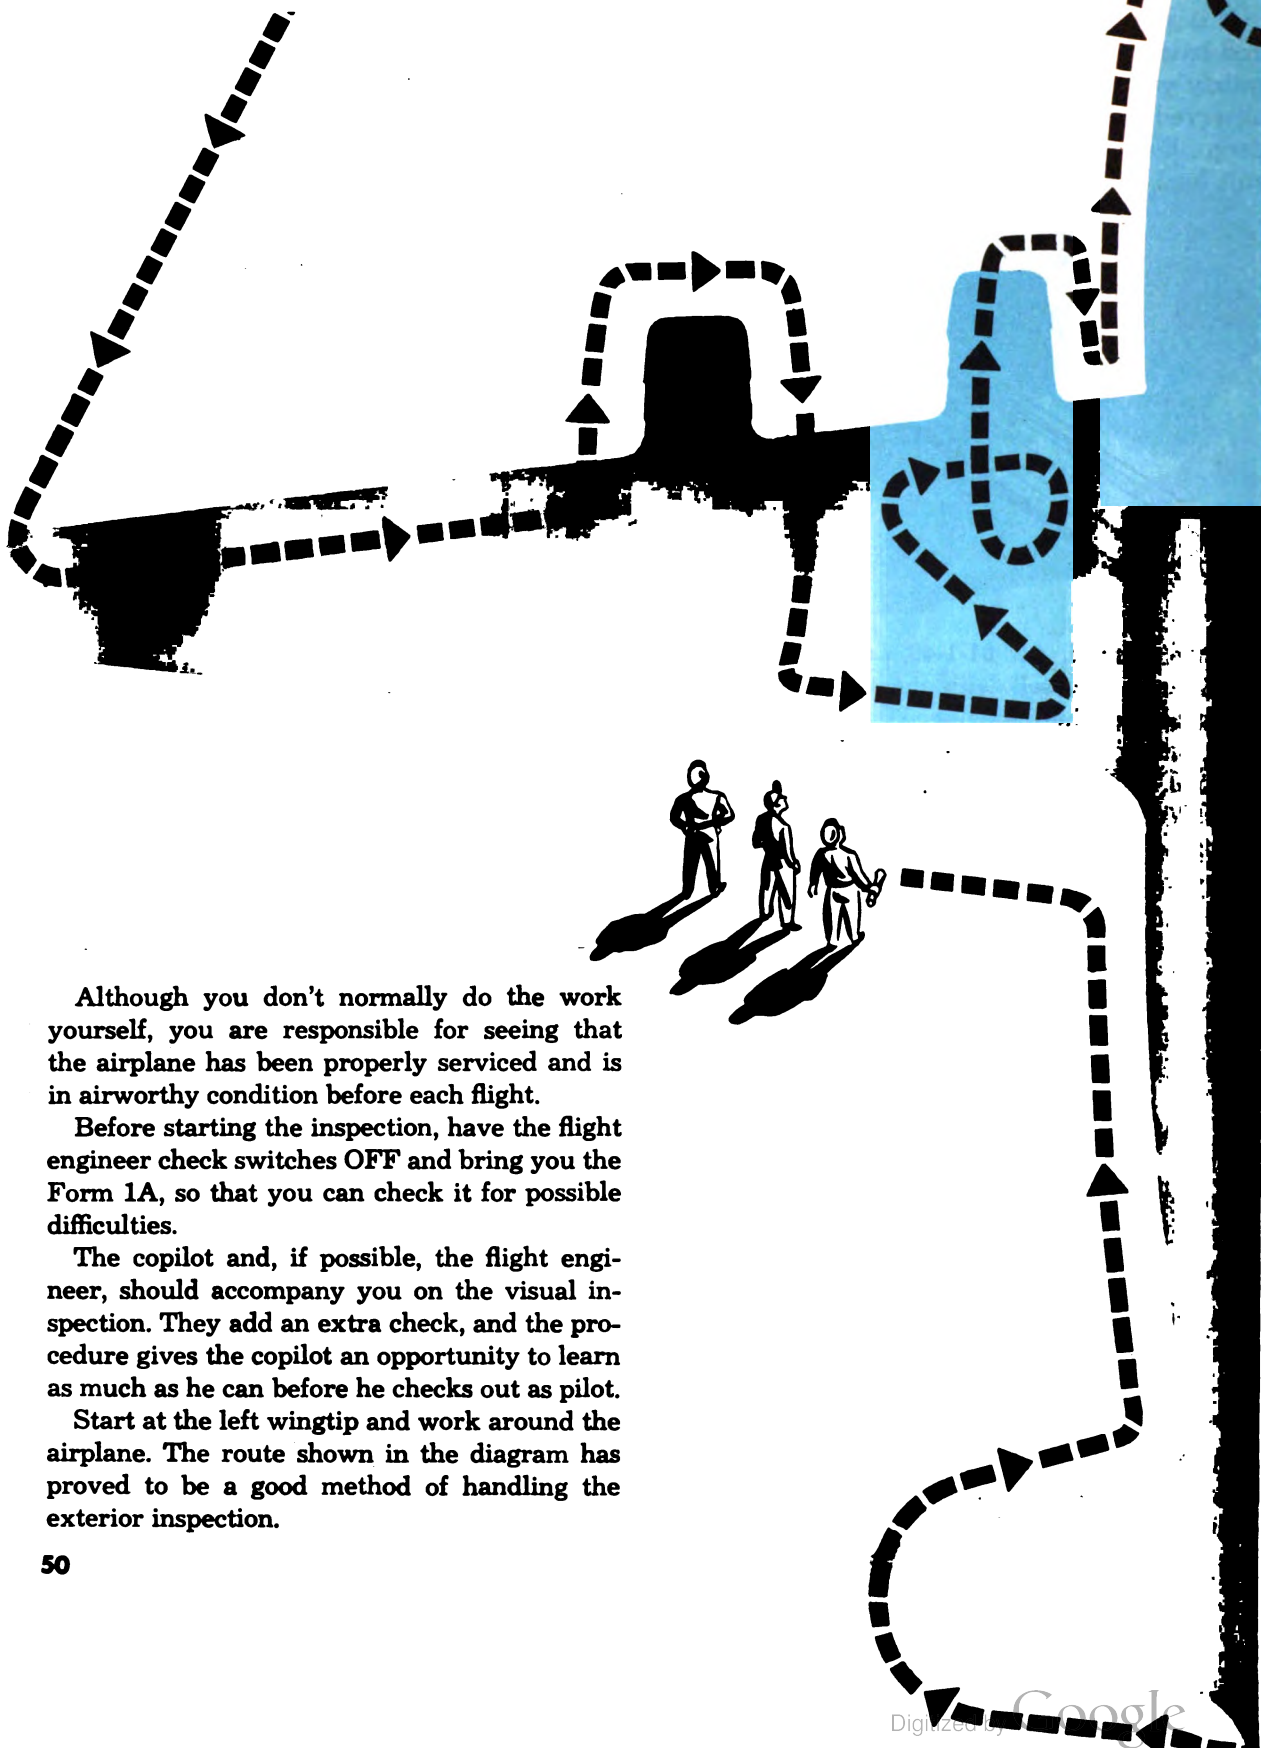 Although you don't normally do the work
yourself, you are responsible for seeing that
the airplane has been properly serviced and is
in airworthy condition before each flight.
Before starting the inspection, have the flight
engineer check switches OFF and bring you the
Form 1A, so that you can check it for possible
difficulties.
The copilot and, if possible, the flight engi-
neer, should accompany you on the visual in-
spection. They add an extra check, and the pro-
cedure gives the copilot an opportunity to learn
as much as he can before he checks out as pilot.
Start at the left wingtip and work around the
airplane. The route shown in the diagram has
proved to be a good method of handling the
exterior inspection.
50
Digitized by Google